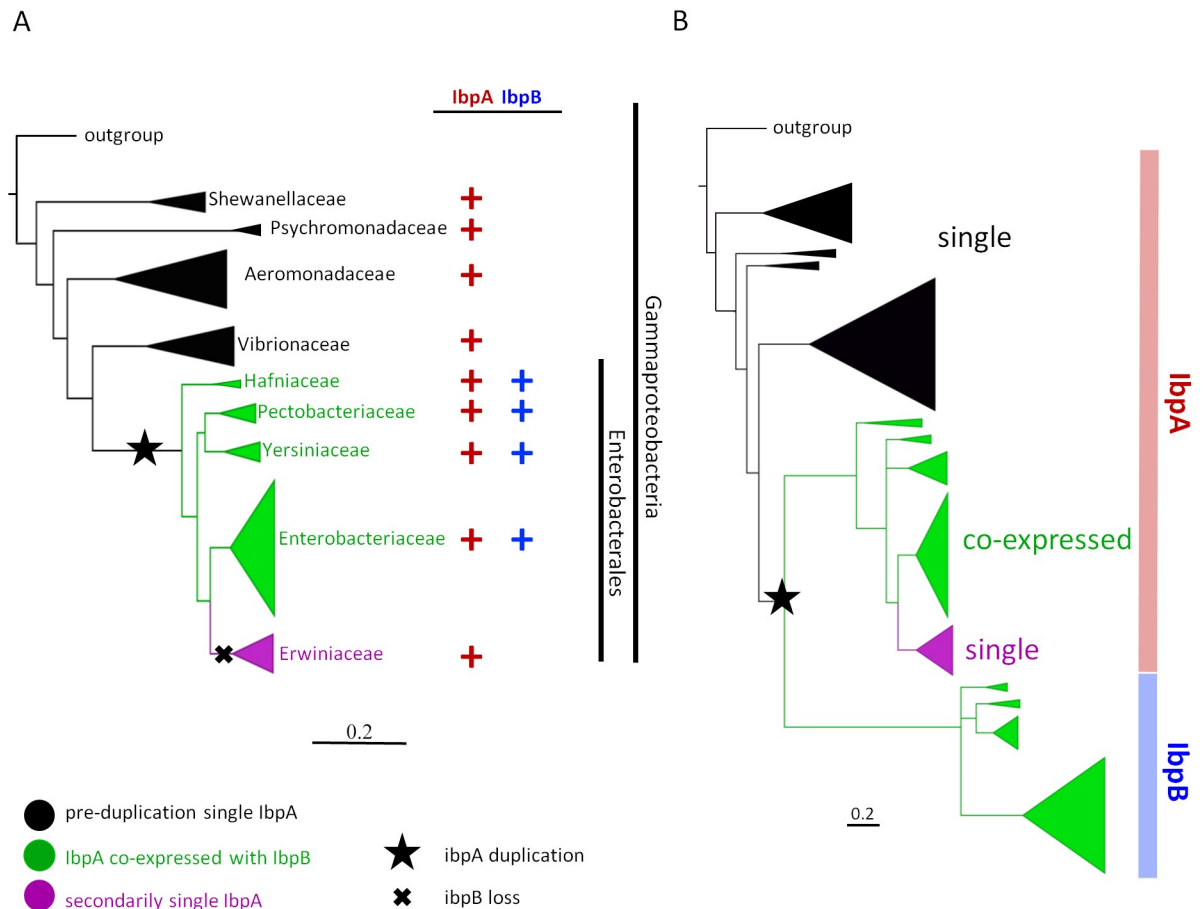 A
IbpA IbpB
outgroup
Shewanellaceae
Psychromonadaceae
Aeromonadaceae
Vibrionaceae
Hafniaceae
Pectobacteriaceae
Yersiniaceae
Enterobacteriaceae
Erwiniaceae
Enterobacterales
Gammaproteobacteria
0.2
pre-duplication single IbpA
IbpA co-expressed with IbpB
secondarily single IbpA
ibpA duplication
ibpB loss
B
outgroup
single
co-expressed
single
IbpA
IbpB
0.2